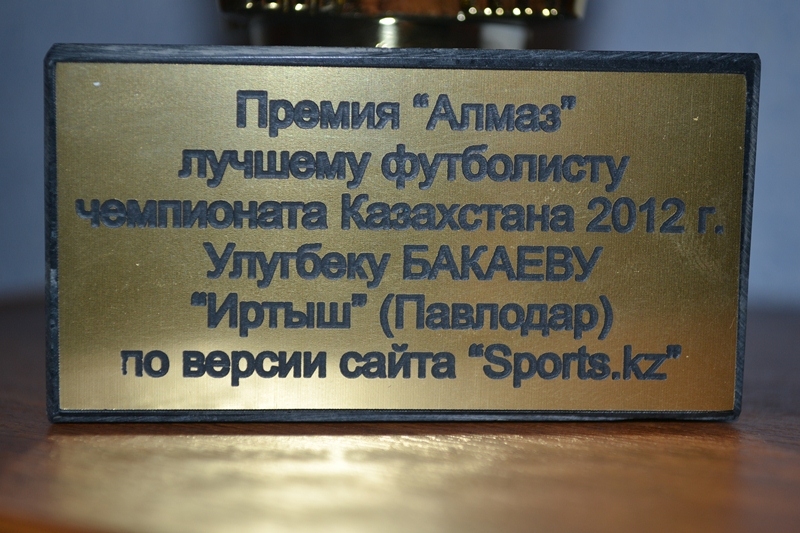 Премия “Алмаз”
лучшему футболисту
чемпионата Казахстана 2012 г.
Улугбеку БАКАЕВУ
“Иртыш” (Павлодар)
по версии сайта “Sports.kz”